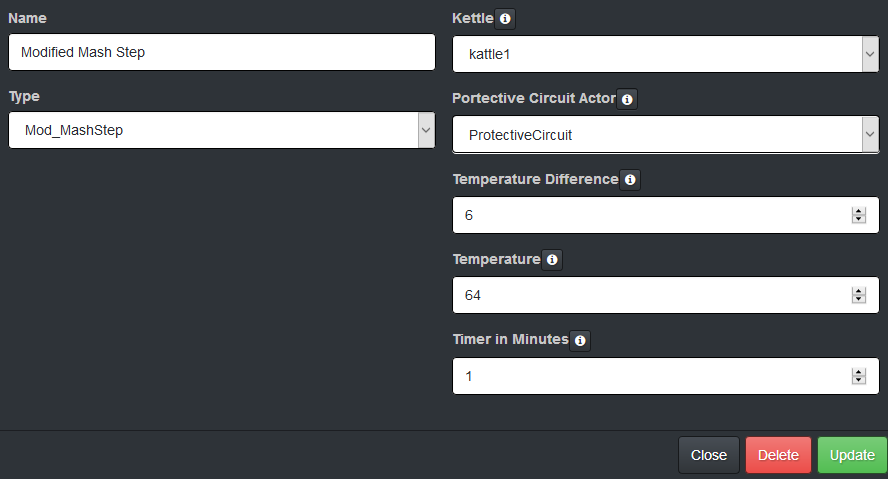 Name
Modified Mash Step
Type
Mod_MashStep
Kettle
kattle1
Portective Circuit Actor
ProtectiveCircuit
Temperature Difference
6
Temperature
64
Timer in Minutes
1
Close Delete Update